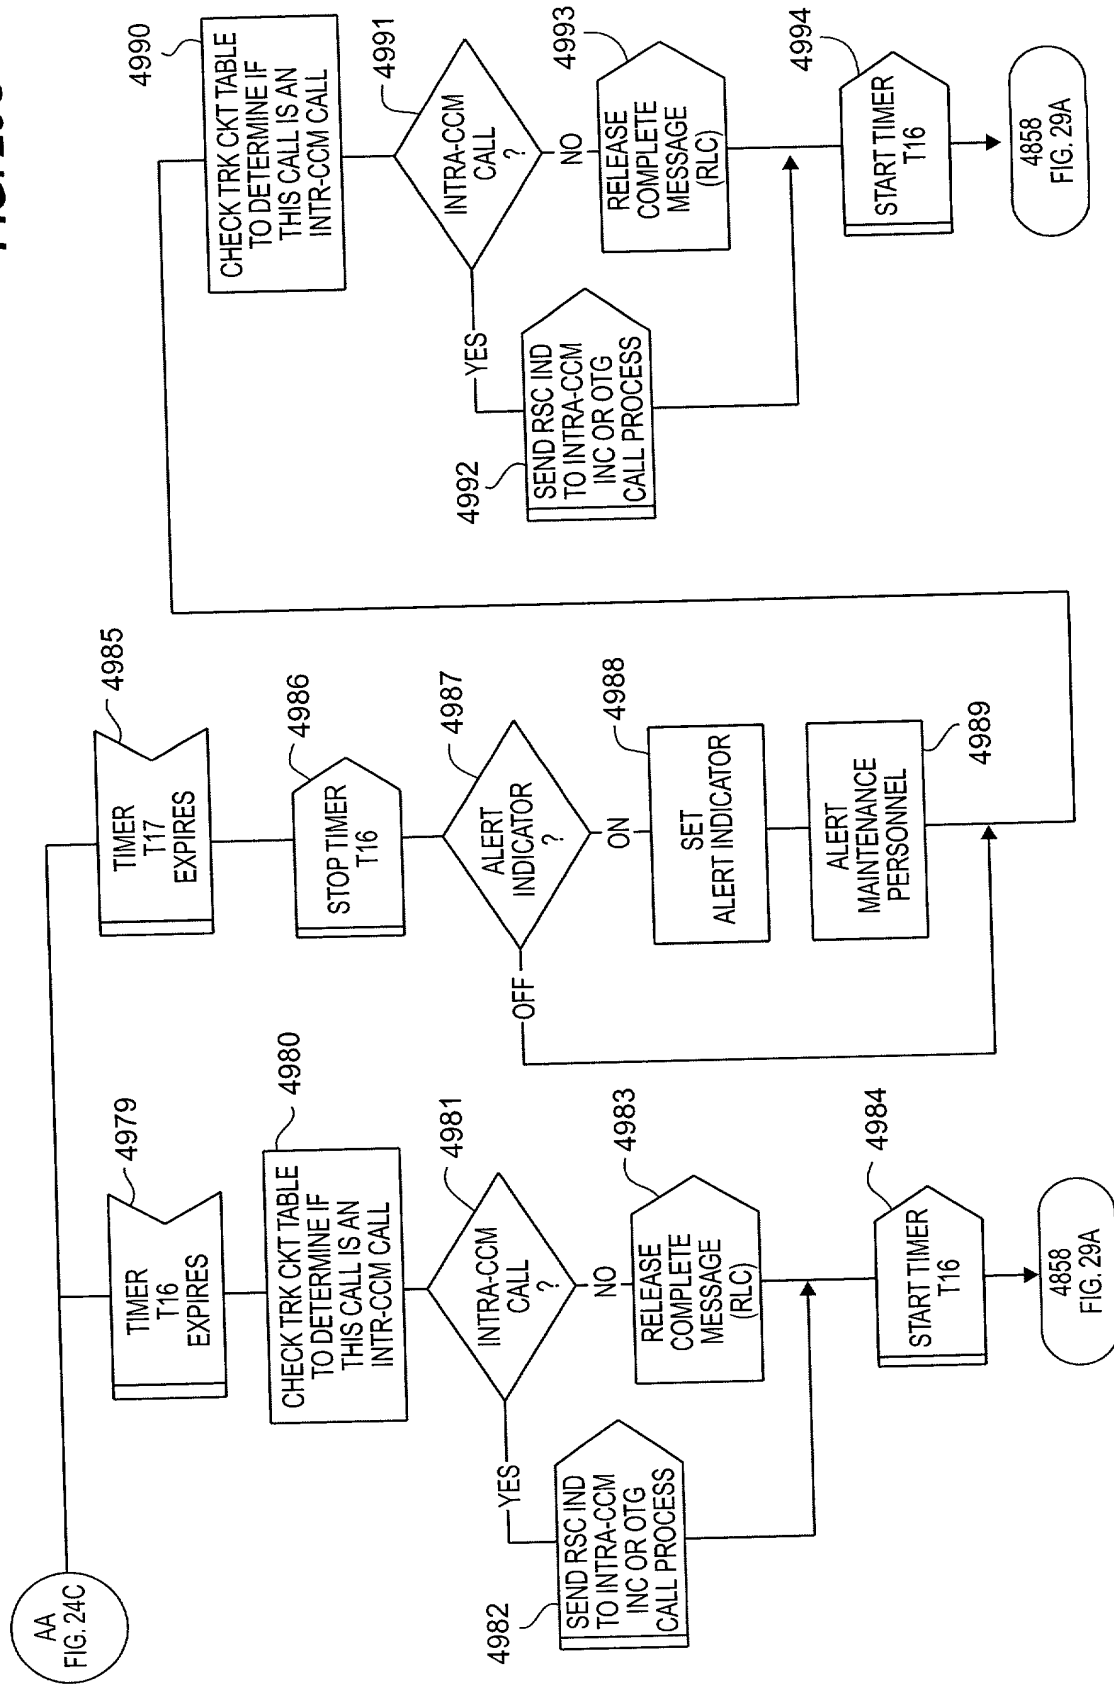 AA
FIG. 24C
TIMER
T16
EXPIRES
4979
CHECK TRK CKT TABLE
TO DETERMINE IF
THIS CALL IS AN
INTR-CCM CALL
4980
INTRA-CCM
CALL
?
4981
YES
NO
SEND RSC IND
TO INTRA-CCM
INC OR OTG
CALL PROCESS
4982
RELEASE
COMPLETE
MESSAGE
(RLC)
4983
START TIMER
T16
4984
4858
FIG. 29A
TIMER
T17
EXPIRES
4985
STOP TIMER
T16
4986
ALERT
INDICATOR
?
4987
OFF
ON
SET
ALERT INDICATOR
4988
ALERT
MAINTENANCE
PERSONNEL
4989
CHECK TRK CKT TABLE
TO DETERMINE IF
THIS CALL IS AN
INTR-CCM CALL
4990
INTRA-CCM
CALL
?
4991
YES
NO
SEND RSC IND
TO INTRA-CCM
INC OR OTG
CALL PROCESS
4992
RELEASE
COMPLETE
MESSAGE
(RLC)
4993
START TIMER
T16
4994
4858
FIG. 29A